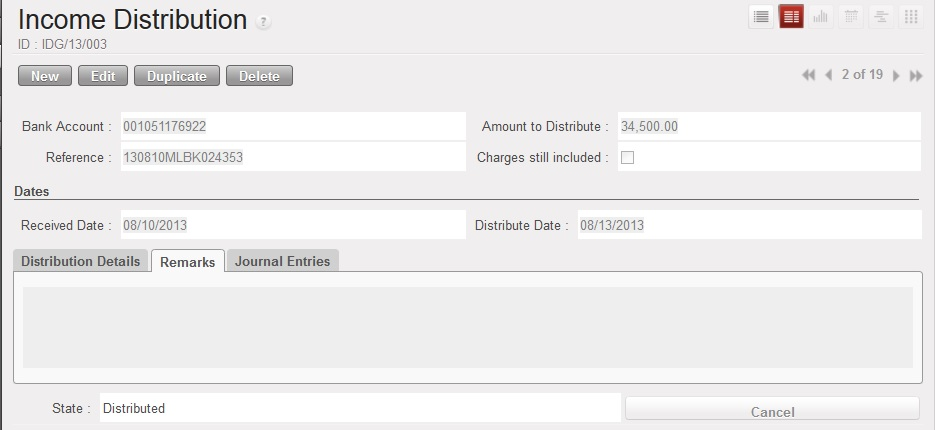 Income Distribution ?
ID : IDG/13/003
New Edit Duplicate Delete 2 of 19
Bank Account : 001051176922 Amount to Distribute : 34,500.00
Reference : 130810MLBK024353 Charges still included :
Dates
Received Date : 08/10/2013 Distribute Date : 08/13/2013
Distribution Details Remarks Journal Entries
State : Distributed Cancel